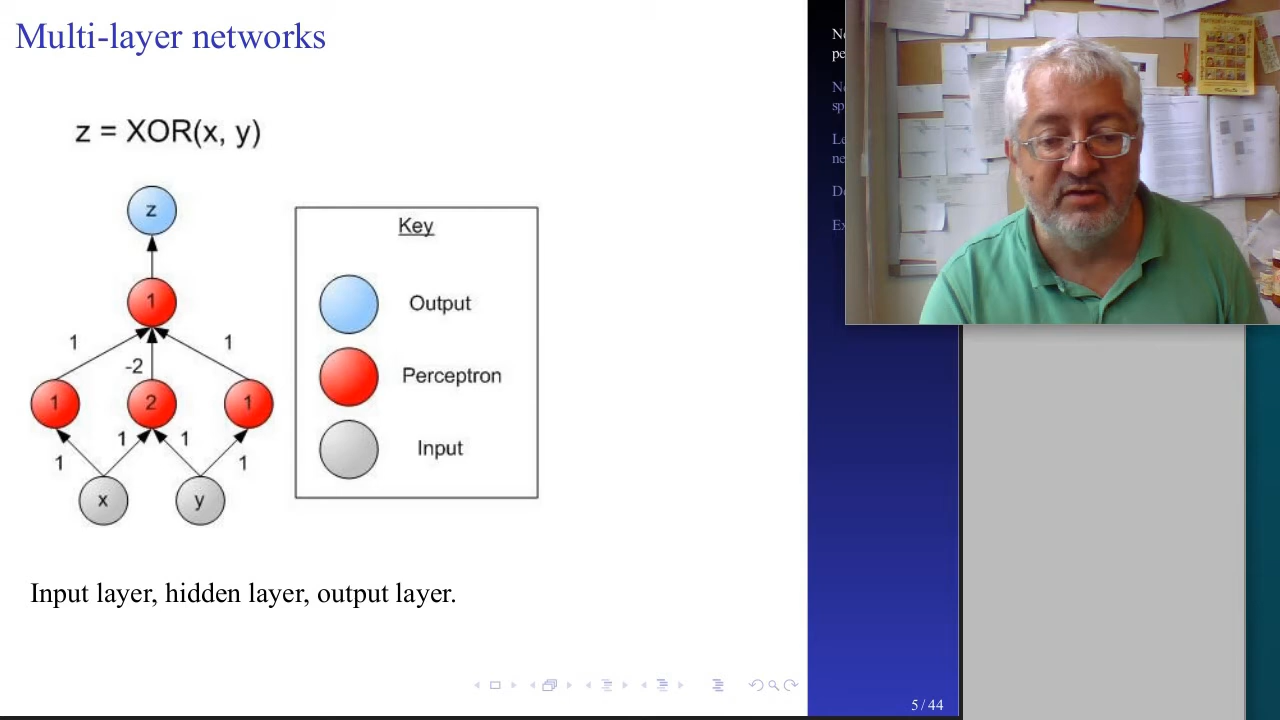 Multi-layer networks
z = XOR(x, y)
z
Key
Output
1
1
-2
1
Perceptron
1
2
1
1
1
1
1
Input
x
y
Input layer, hidden layer, output layer.
5 / 44